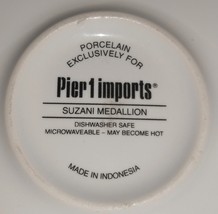 PORCELAIN
EXCLUSIVELY FOR
Pier 1 imports®
SUZANI MEDALLION
DISHWASHER SAFE
MICROWAVEABLE – MAY BECOME HOT
MADE IN INDONESIA